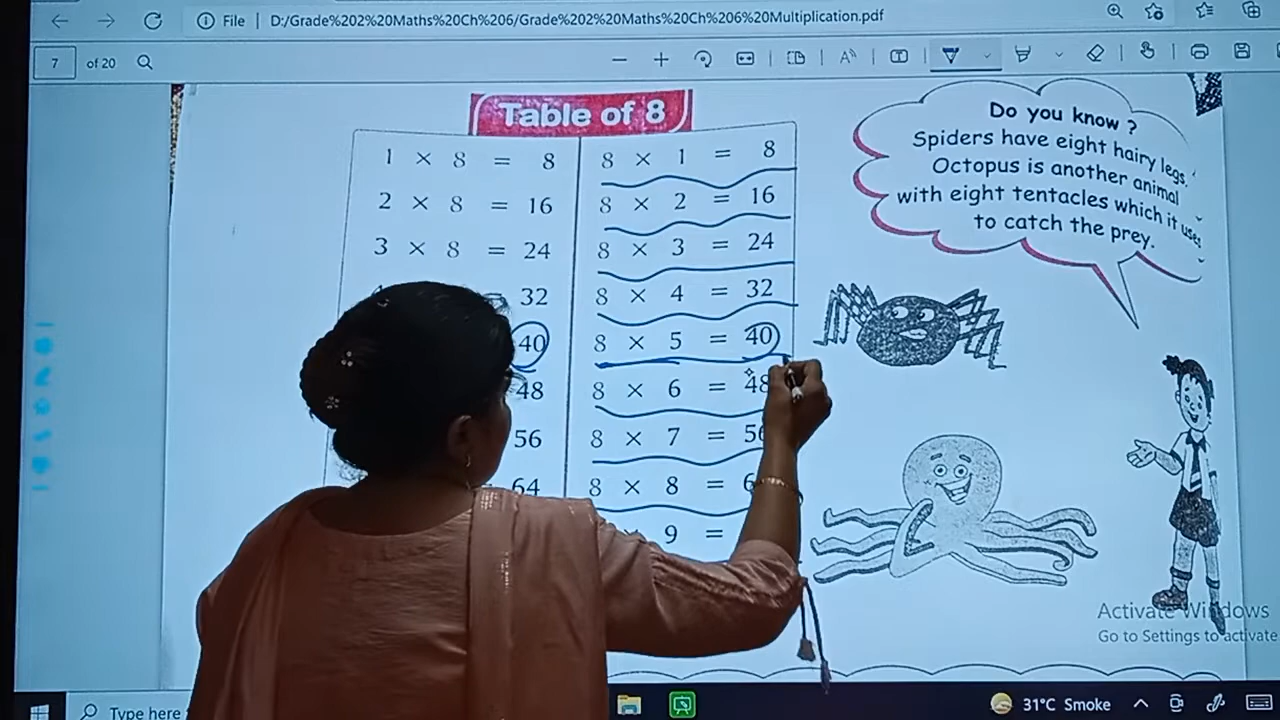 File | D:/Grade%202%20Maths%20Ch%206/Grade%202%20Maths%20Ch%206%20Multiplication.pdf
7 of 20
Table of 8
1 × 8 = 8
2 × 8 = 16
3 × 8 = 24
= 32
40
48
56
64
8 × 1 = 8
8 × 2 = 16
8 × 3 = 24
8 × 4 = 32
8 × 5 = 40
8 × 6 = 48
8 × 7 = 56
8 × 8 = 6
× 9 =
Do you know ?
Spiders have eight hairy legs.
Octopus is another animal
with eight tentacles which it uses
to catch the prey.
Activate Windows
Go to Settings to activate
Type here
31°C Smoke